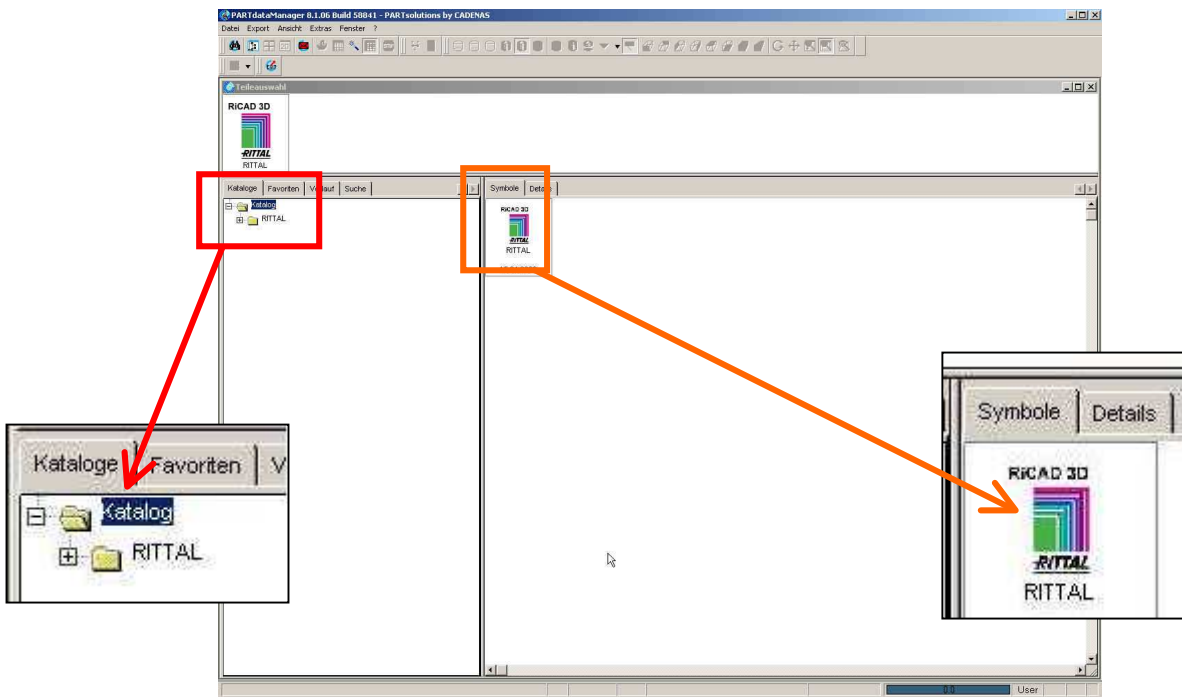 PARTdataManager 8.1.06 Build 58841 - PARTsolutions by CADENAS
Datei Export Ansicht Extras Fenster ?
Teileauswahl
RiCAD 3D
RITTAL
RITTAL
Kataloge Favoriten Verlauf Suche
Katalog
RITTAL
Symbole Details
RiCAD 3D
RITTAL
RITTAL
Kataloge Favoriten V
Katalog
RITTAL
Symbole Details
RiCAD 3D
RITTAL
RITTAL
0.0 User